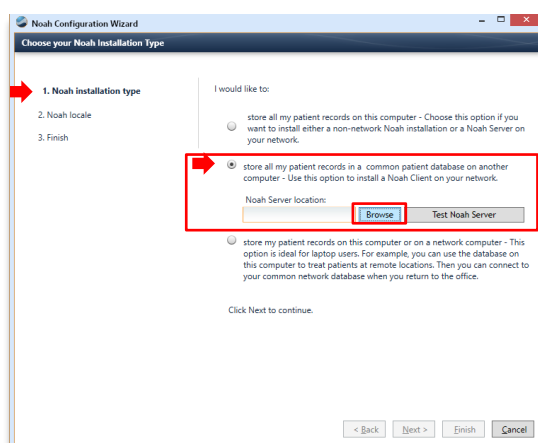 Noah Configuration Wizard
Choose your Noah Installation Type
1. Noah installation type
2. Noah locale
3. Finish
I would like to:
store all my patient records on this computer - Choose this option if you
want to install either a non-network Noah installation or a Noah Server on
your network.
store all my patient records in a common patient database on another
computer - Use this option to install a Noah Client on your network.
Noah Server location:
Browse
Test Noah Server
store my patient records on this computer or on a network computer - This
option is ideal for laptop users. For example, you can use the database on
this computer to treat patients at remote locations. Then you can connect to
your common network database when you return to the office.
Click Next to continue.
< Back
Next >
Finish
Cancel